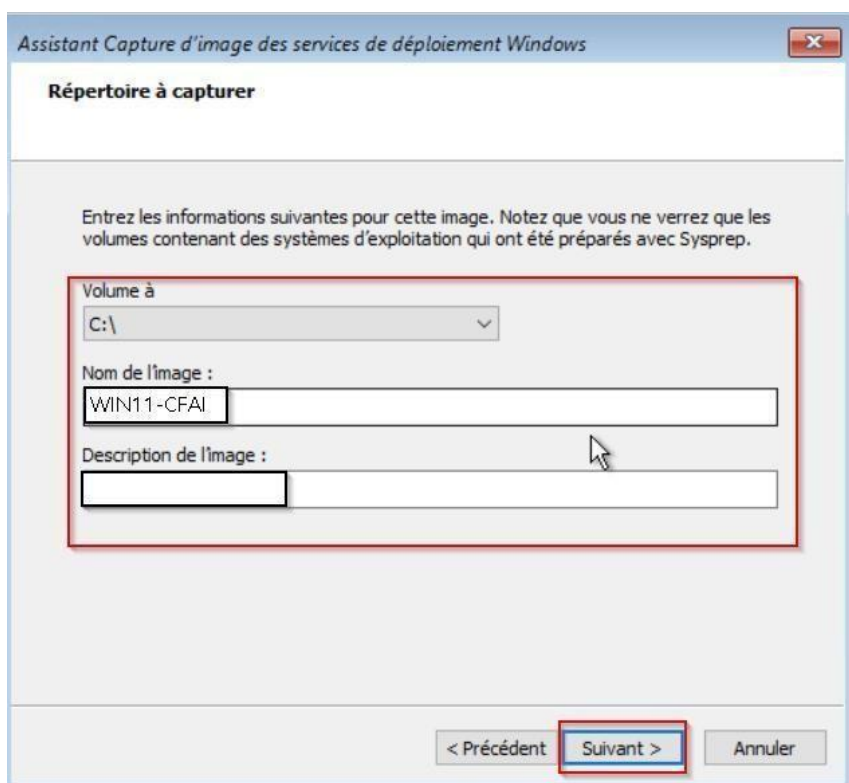 Assistant Capture d'image des services de déploiement Windows
Répertoire à capturer
Entrez les informations suivantes pour cette image. Notez que vous ne verrez que les
volumes contenant des systèmes d'exploitation qui ont été préparés avec Sysprep.
Volume à
C:\
Nom de l'image :
WIN11-CFAI
Description de l'image :
< Précédent Suivant > Annuler